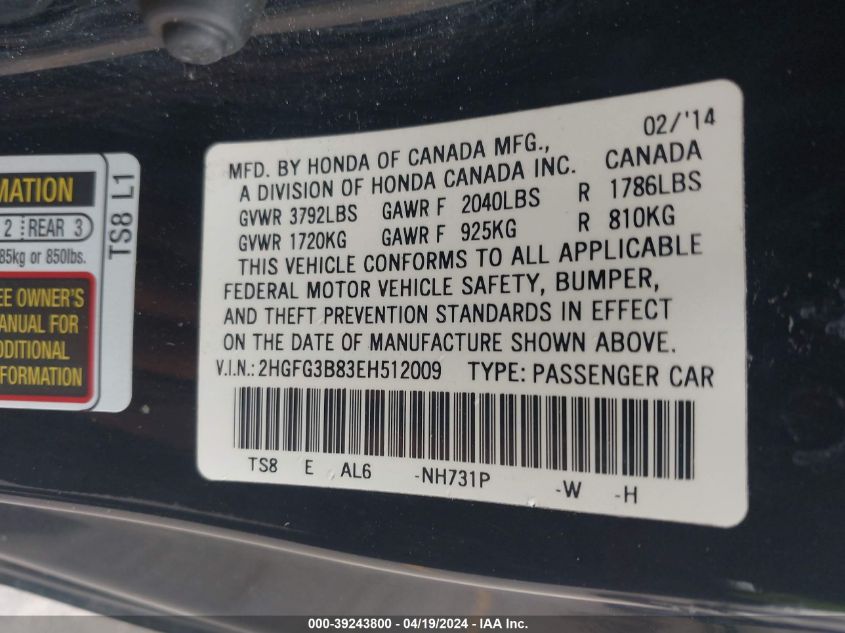 MATION
2 REAR 3
85kg or 850lbs.
EE OWNER'S
ANUAL FOR
DDITIONAL
FORMATION
TS8 L1
02/'14
MFD. BY HONDA OF CANADA MFG.,
A DIVISION OF HONDA CANADA INC. CANADA
GVWR 3792LBS GAWR F 2040LBS R 1786LBS
GVWR 1720KG GAWR F 925KG R 810KG
THIS VEHICLE CONFORMS TO ALL APPLICABLE
FEDERAL MOTOR VEHICLE SAFETY, BUMPER,
AND THEFT PREVENTION STANDARDS IN EFFECT
ON THE DATE OF MANUFACTURE SHOWN ABOVE.
V.I.N.: 2HGFG3B83EH512009 TYPE: PASSENGER CAR
TS8 E AL6 -NH731P -W -H
000-39243800 - 04/19/2024 - IAA Inc.